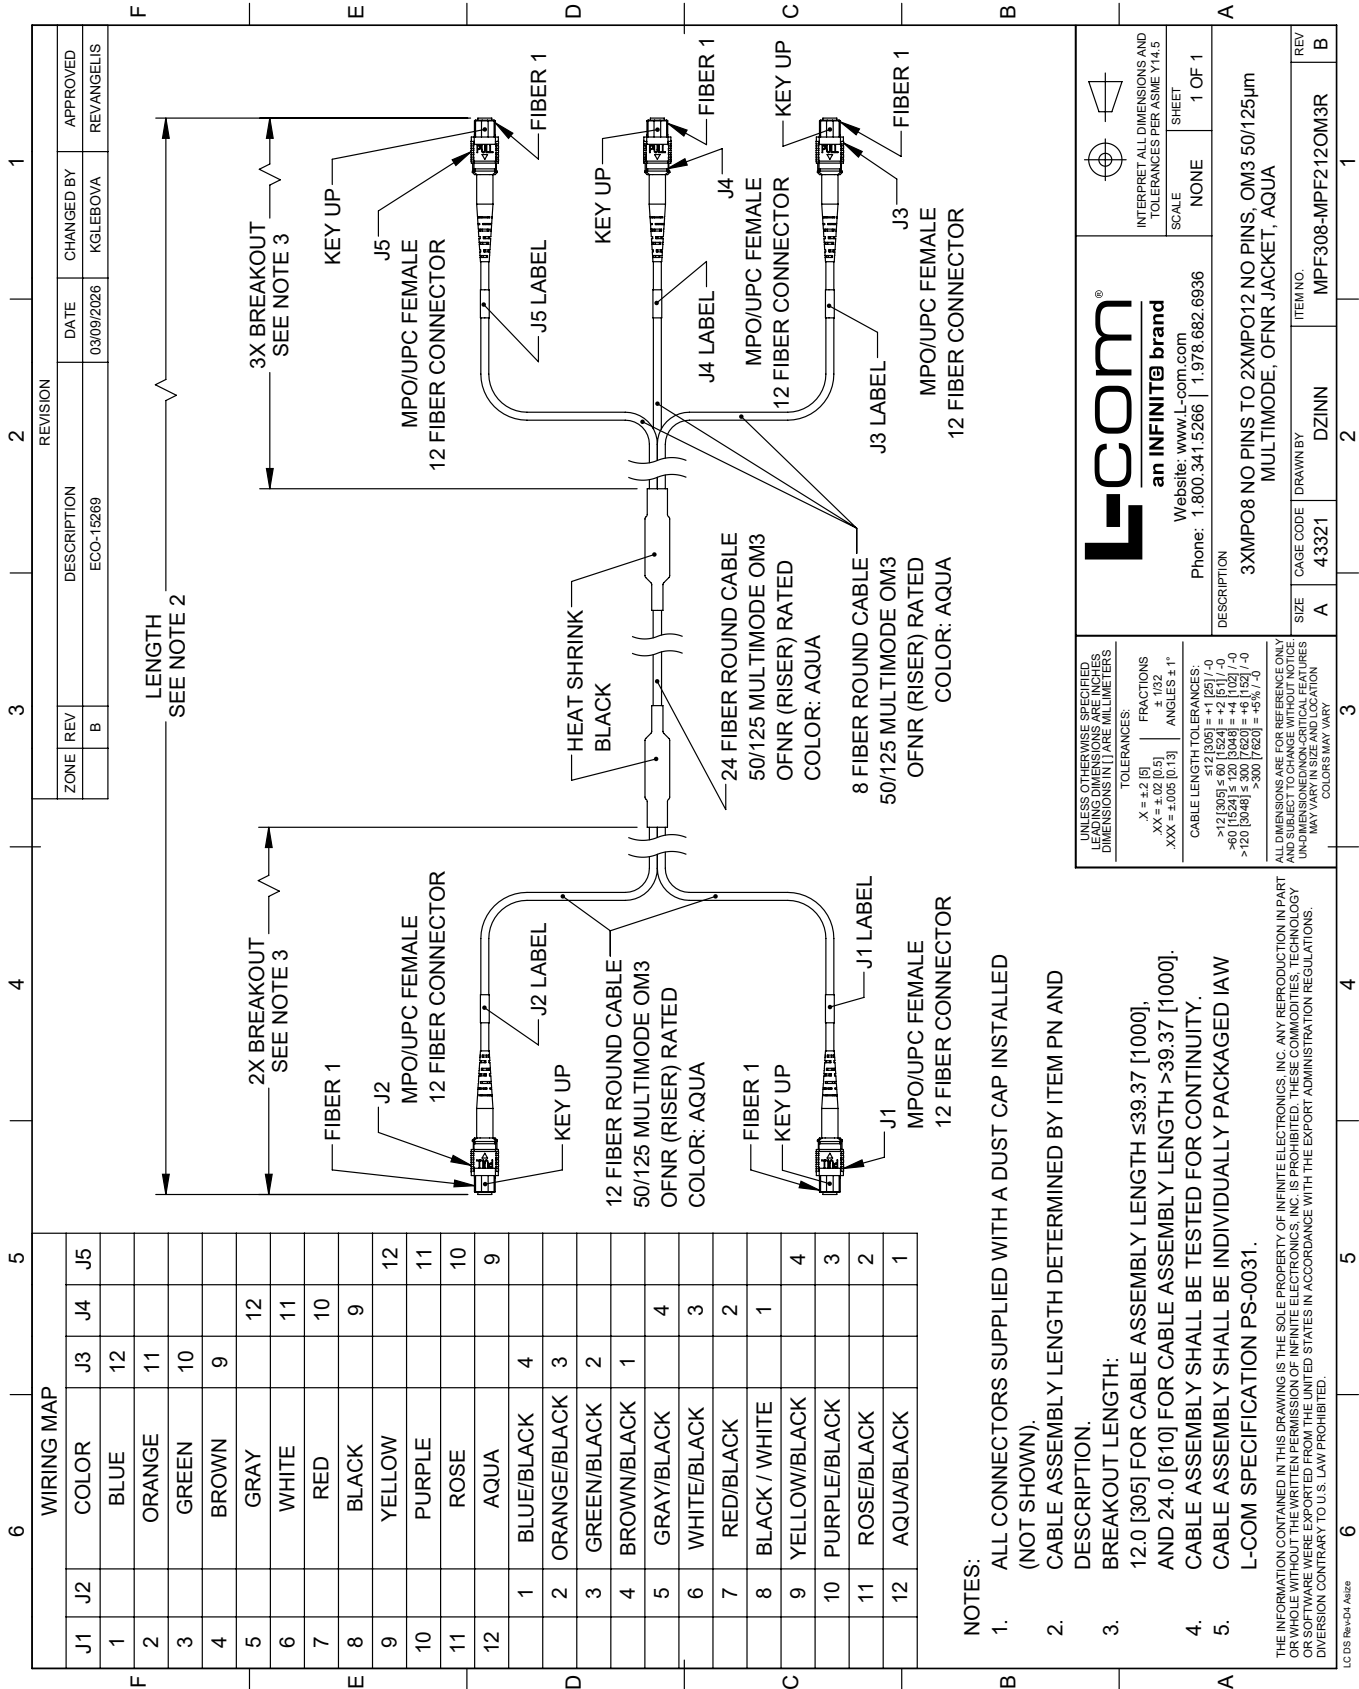 6 5 4 3 2 1
F E D C B A
REVISION
ZONE REV DESCRIPTION DATE CHANGED BY APPROVED
B ECO-15269 03/09/2026 KGLEBOVA REVANGELIS
WIRING MAP
J1 J2 COLOR J3 J4 J5
1 BLUE 12
2 ORANGE 11
3 GREEN 10
4 BROWN 9
5 GRAY 12
6 WHITE 11
7 RED 10
8 BLACK 9
9 YELLOW 12
10 PURPLE 11
11 ROSE 10
12 AQUA 9
1 BLUE/BLACK 4
2 ORANGE/BLACK 3
3 GREEN/BLACK 2
4 BROWN/BLACK 1
5 GRAY/BLACK 4
6 WHITE/BLACK 3
7 RED/BLACK 2
8 BLACK / WHITE 1
9 YELLOW/BLACK 4
10 PURPLE/BLACK 3
11 ROSE/BLACK 2
12 AQUA/BLACK 1
LENGTH
SEE NOTE 2
2X BREAKOUT
SEE NOTE 3
3X BREAKOUT
SEE NOTE 3
FIBER 1
J2
MPO/UPC FEMALE
12 FIBER CONNECTOR
PULL
J2 LABEL
KEY UP
12 FIBER ROUND CABLE
50/125 MULTIMODE OM3
OFNR (RISER) RATED
COLOR: AQUA
FIBER 1
KEY UP
PULL
J1
J1 LABEL
MPO/UPC FEMALE
12 FIBER CONNECTOR
HEAT SHRINK
BLACK
24 FIBER ROUND CABLE
50/125 MULTIMODE OM3
OFNR (RISER) RATED
COLOR: AQUA
8 FIBER ROUND CABLE
50/125 MULTIMODE OM3
OFNR (RISER) RATED
COLOR: AQUA
KEY UP
J5
MPO/UPC FEMALE
12 FIBER CONNECTOR
PULL
J5 LABEL
FIBER 1
KEY UP
PULL
FIBER 1
J4
J4 LABEL
MPO/UPC FEMALE
12 FIBER CONNECTOR
KEY UP
PULL
FIBER 1
J3
J3 LABEL
MPO/UPC FEMALE
12 FIBER CONNECTOR
NOTES:
1. ALL CONNECTORS SUPPLIED WITH A DUST CAP INSTALLED
(NOT SHOWN).
2. CABLE ASSEMBLY LENGTH DETERMINED BY ITEM PN AND
DESCRIPTION.
3. BREAKOUT LENGTH:
12.0 [305] FOR CABLE ASSEMBLY LENGTH ≤39.37 [1000],
AND 24.0 [610] FOR CABLE ASSEMBLY LENGTH >39.37 [1000].
4. CABLE ASSEMBLY SHALL BE TESTED FOR CONTINUITY.
5. CABLE ASSEMBLY SHALL BE INDIVIDUALLY PACKAGED IAW
L-COM SPECIFICATION PS-0031.
THE INFORMATION CONTAINED IN THIS DRAWING IS THE SOLE PROPERTY OF INFINITE ELECTRONICS, INC. ANY REPRODUCTION IN PART
OR WHOLE WITHOUT THE WRITTEN PERMISSION OF INFINITE ELECTRONICS, INC. IS PROHIBITED. THESE COMMODITIES, TECHNOLOGY
OR SOFTWARE WERE EXPORTED FROM THE UNITED STATES IN ACCORDANCE WITH THE EXPORT ADMINISTRATION REGULATIONS.
DIVERSION CONTRARY TO U.S. LAW PROHIBITED.
UNLESS OTHERWISE SPECIFIED
LEADING DIMENSIONS ARE INCHES
DIMENSIONS IN [ ] ARE MILLIMETERS
TOLERANCES:
.X = ±.2 [5] FRACTIONS
.XX = ±.02 [0.5] ± 1/32
.XXX = ±.005 [0.13] ANGLES ± 1°
CABLE LENGTH TOLERANCES:
≤12 [305] = +1 [25] / -0
>12 [305] ≤ 60 [1524] = +2 [51] / -0
>60 [1524] ≤ 120 [3048] = +4 [102] / -0
>120 [3048] ≤ 300 [7620] = +6 [152] / -0
>300 [7620] = +5% / -0
ALL DIMENSIONS ARE FOR REFERENCE ONLY
AND SUBJECT TO CHANGE WITHOUT NOTICE.
UN-DIMENSIONED/NON-CRITICAL FEATURES
MAY VARY IN SIZE AND LOCATION
COLORS MAY VARY
L-com®
an INFINITe brand
Website: www.L-com.com
Phone: 1.800.341.5266 | 1.978.682.6936
INTERPRET ALL DIMENSIONS AND
TOLERANCES PER ASME Y14.5
SCALE SHEET
NONE 1 OF 1
DESCRIPTION
3XMPO8 NO PINS TO 2XMPO12 NO PINS, OM3 50/125µm
MULTIMODE, OFNR JACKET, AQUA
SIZE CAGE CODE DRAWN BY ITEM NO. REV
A 43321 DZINN MPF308-MPF212OM3R B
F E D C B A
6 5 4 3 2 1
LC DS Rev-D4 Asize